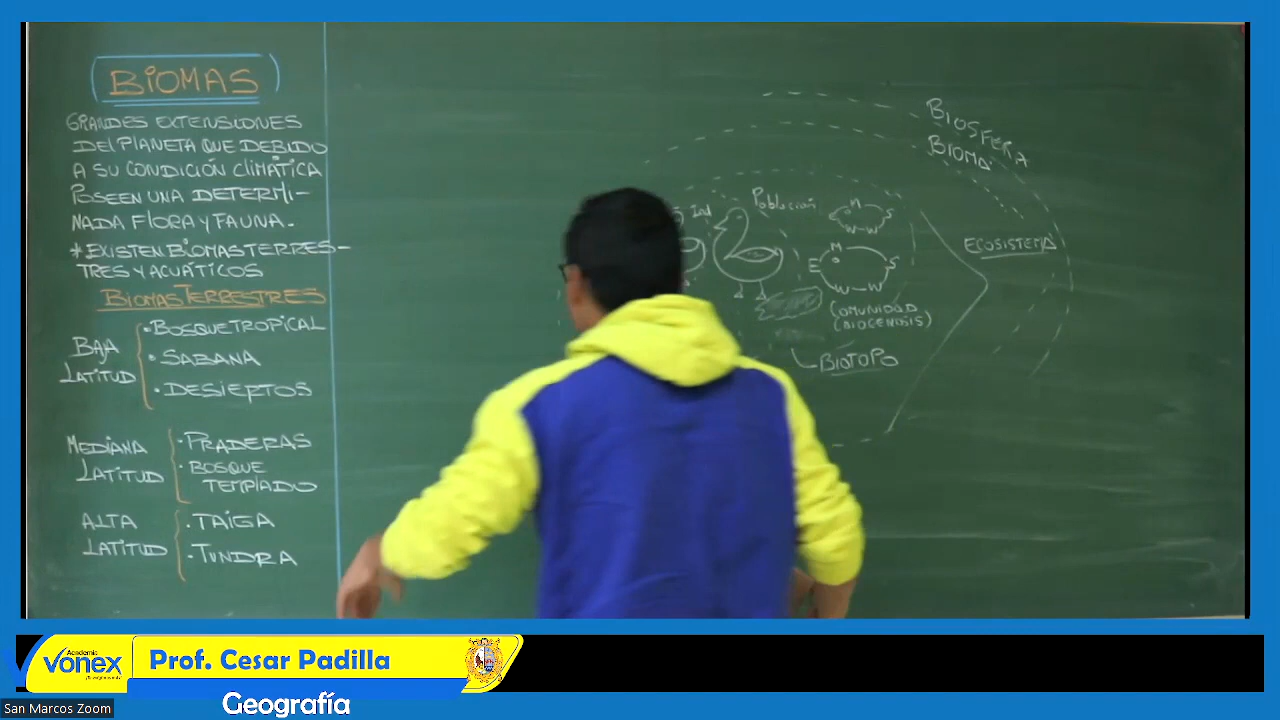 BIOMAS
GRANDES EXTENSIONES
DEL PLANETA QUE DEBIDO
A SU CONDICIÓN CLIMÁTICA
POSEEN UNA DETERMI-
NADA FLORA Y FAUNA.
* EXISTEN BIOMAS TERRES-
TRES Y ACUÁTICOS
BIOMAS TERRESTRES
BAJA
LATITUD
• BOSQUE TROPICAL
• SABANA
• DESIERTOS
MEDIANA
LATITUD
• PRADERAS
• BOSQUE
TEMPLADO
ALTA
LATITUD
• TAIGA
• TUNDRA
BIOSFERA
BIOMA
ECOSISTEMA
Población
M
S
M
E
S
COMUNIDAD
(BIOCENOSIS)
BIOTOPO
Academia
vonex
Prof. Cesar Padilla
Geografía
San Marcos Zoom